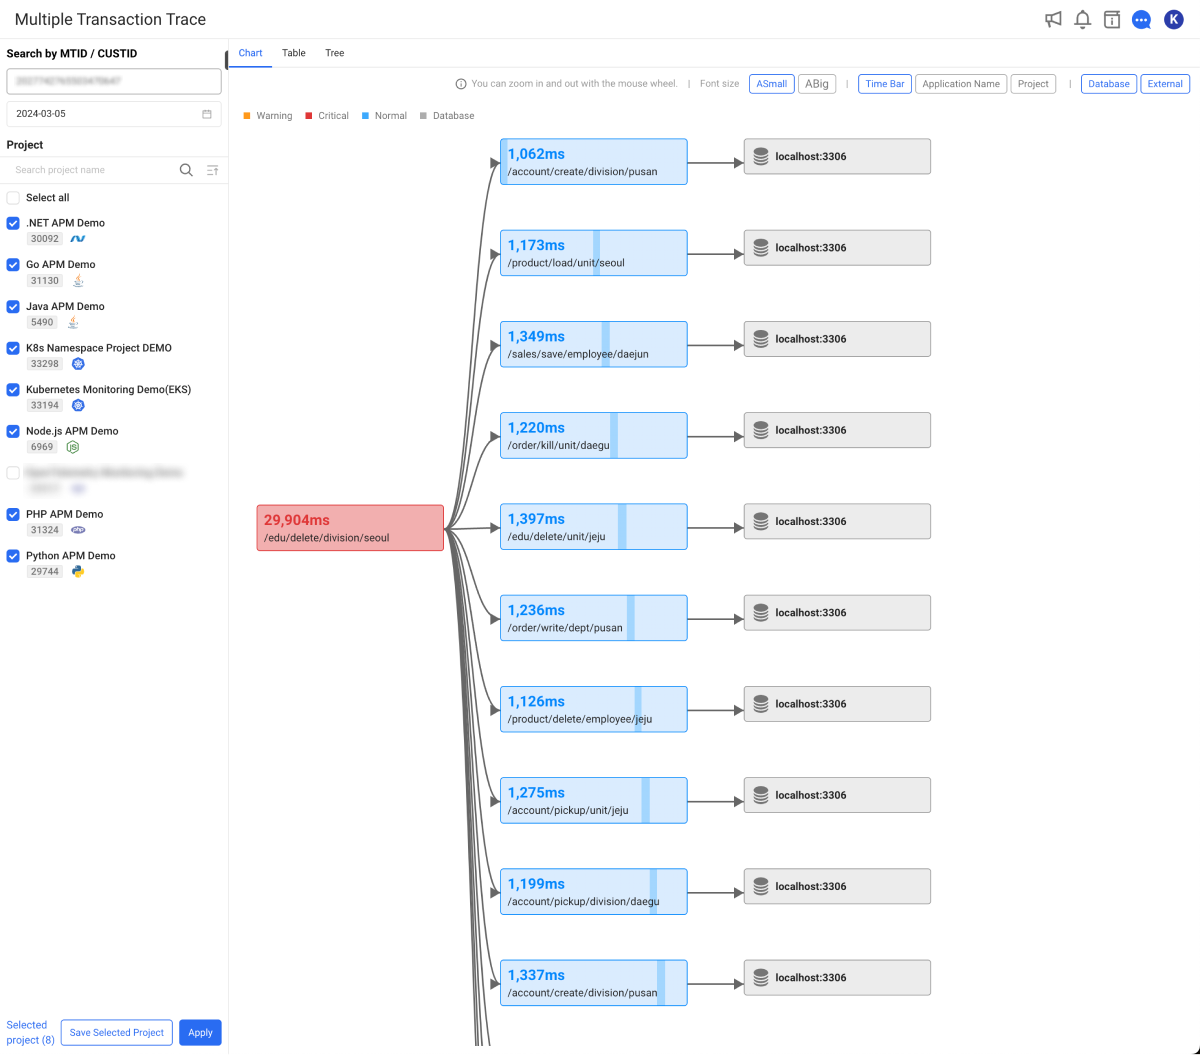 Multiple Transaction Trace
K
Search by MTID / CUSTID
2024-03-05
Project
Search project name
Select all
.NET APM Demo
30092
Go APM Demo
31130
Java APM Demo
5490
K8s Namespace Project DEMO
33298
Kubernetes Monitoring Demo(EKS)
33194
Node.js APM Demo
6969
PHP APM Demo
31324
php
Python APM Demo
29744
Selected
project (8)
Save Selected Project
Apply
Chart Table Tree
You can zoom in and out with the mouse wheel. | Font size ASmall ABig | Time Bar Application Name Project | Database External
Warning Critical Normal Database
29,904ms
/edu/delete/division/seoul
1,062ms
/account/create/division/pusan
localhost:3306
1,173ms
/product/load/unit/seoul
localhost:3306
1,349ms
/sales/save/employee/daejun
localhost:3306
1,220ms
/order/kill/unit/daegu
localhost:3306
1,397ms
/edu/delete/unit/jeju
localhost:3306
1,236ms
/order/write/dept/pusan
localhost:3306
1,126ms
/product/delete/employee/jeju
localhost:3306
1,275ms
/account/pickup/unit/jeju
localhost:3306
1,199ms
/account/pickup/division/daegu
localhost:3306
1,337ms
/account/create/division/pusan
localhost:3306